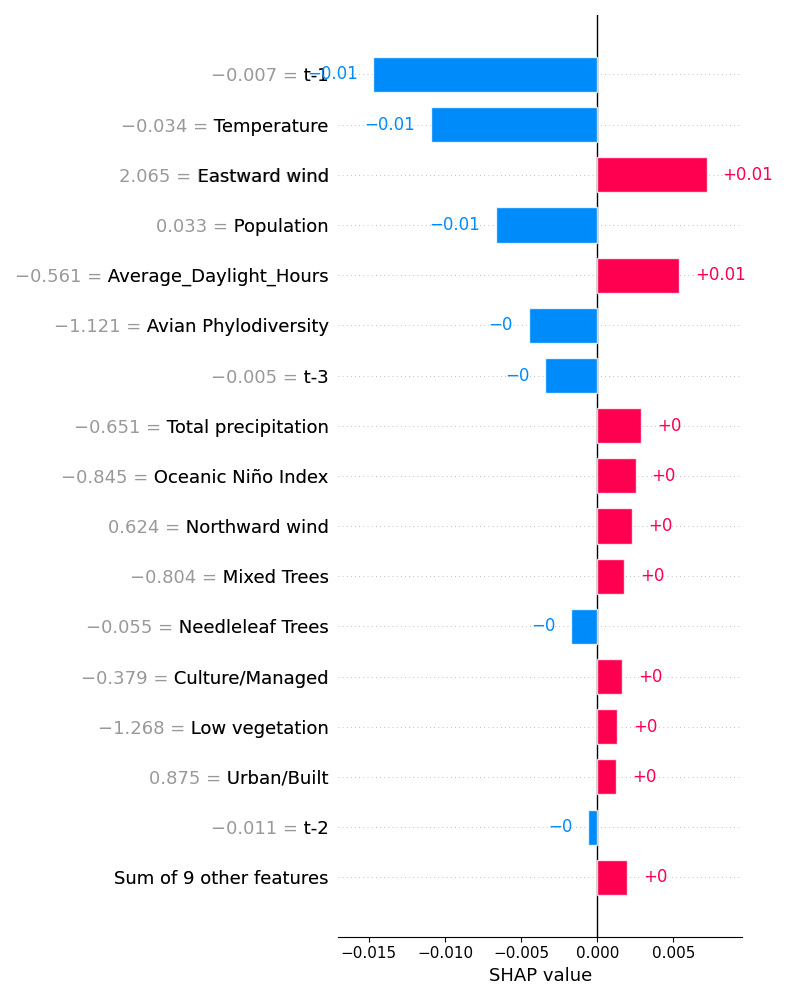 −0.007 = t-1 −0.01
−0.034 = Temperature −0.01
2.065 = Eastward wind +0.01
0.033 = Population −0.01
−0.561 = Average_Daylight_Hours +0.01
−1.121 = Avian Phylodiversity −0
−0.005 = t-3 −0
−0.651 = Total precipitation +0
−0.845 = Oceanic Niño Index +0
0.624 = Northward wind +0
−0.804 = Mixed Trees +0
−0.055 = Needleleaf Trees −0
−0.379 = Culture/Managed +0
−1.268 = Low vegetation +0
0.875 = Urban/Built +0
−0.011 = t-2 −0
Sum of 9 other features +0
−0.015 −0.010 −0.005 0.000 0.005
SHAP value